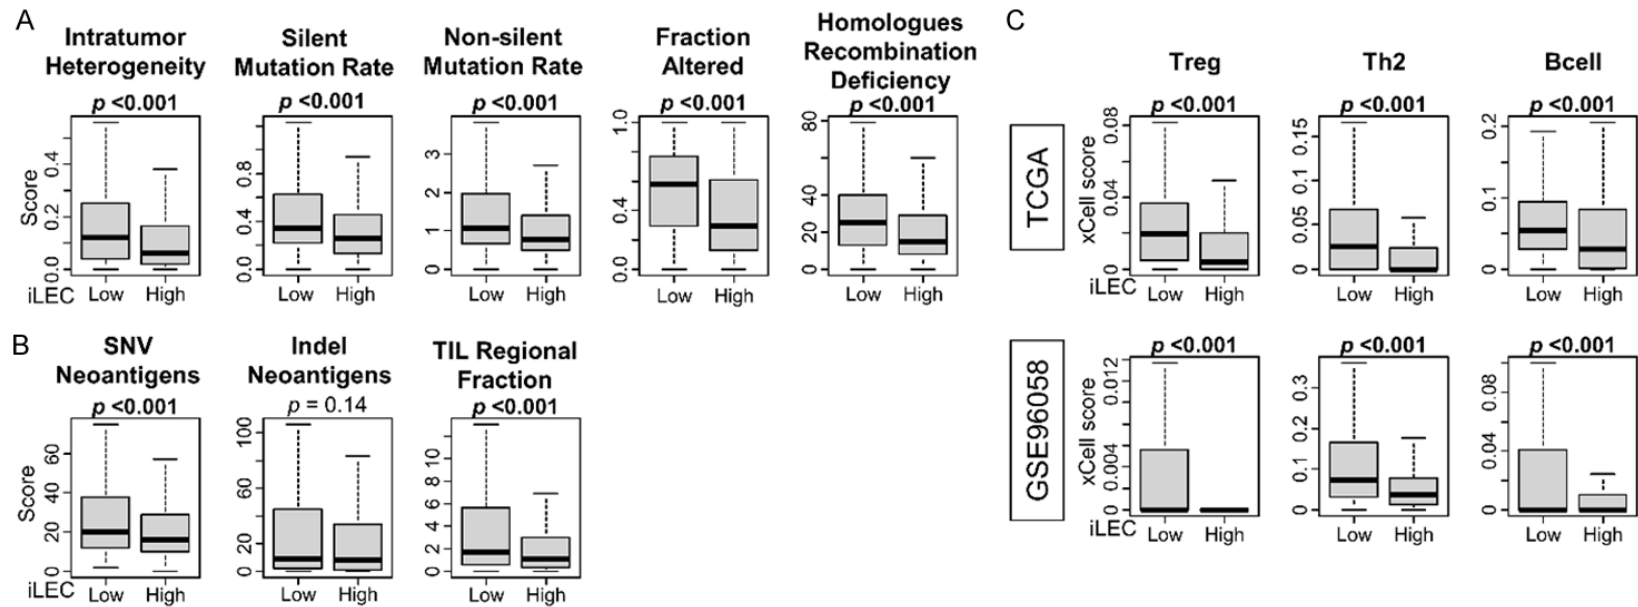 A
Intratumor
Heterogeneity
p <0.001
Score
0.0 0.2 0.4
iLEC Low High
Silent
Mutation Rate
p <0.001
0.0 0.4 0.8
Low High
Non-silent
Mutation Rate
p <0.001
0 1 2 3
Low High
Fraction
Altered
p <0.001
0.0 0.4 1.0
Low High
Homologues
Recombination
Deficiency
p <0.001
0 20 40 80
Low High
B
SNV
Neoantigens
p <0.001
Score
0 20 40 60
iLEC Low High
Indel
Neoantigens
p = 0.14
0 20 60 100
Low High
TIL Regional
Fraction
p <0.001
0 2 4 6 8 10
Low High
C
TCGA
Treg
p <0.001
xCell score
0 0.04 0.08
iLEC Low High
Th2
p <0.001
0 0.05 0.1 0.15
Low High
Bcell
p <0.001
0 0.1 0.2
Low High
GSE96058
p <0.001
xCell score
0 0.004 0.012
iLEC Low High
p <0.001
0 0.1 0.2 0.3
Low High
p <0.001
0 0.04 0.08
Low High